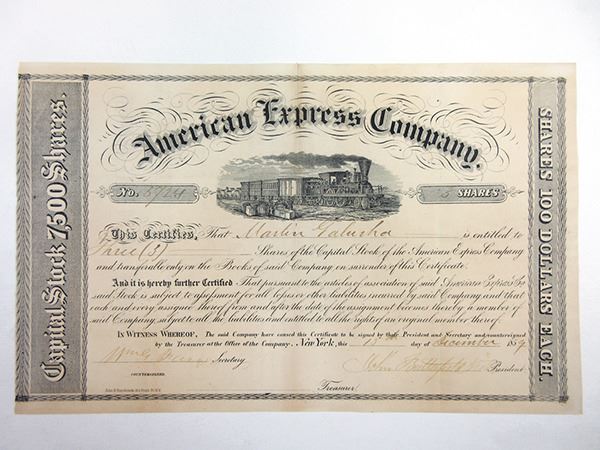 American Express Company.
Capital Stock 7500 Shares.
SHARES 100 DOLLARS EACH.
No. 5724
SHARES
This Certifies, That Martin Galusha is entitled to
Three (3) Shares of the Capital Stock of the American Express Company
and transferable only on the Books of said Company on surrender of this Certificate.
And it is hereby further Certified That pursuant to the articles of association of said American Express Co
said Stock is subject to assessment for all losses or other liabilities incurred by said Company and that
each and every assignee thereof from and after the date of the assignment becomes thereby a member of
said Company, subject to all the liabilities and entitled to all the rights of an original member thereof.
IN WITNESS WHEREOF, The said Company have caused this Certificate to be signed by their President and Secretary and countersigned
by the Treasurer at the Office of the Company, New York, this day of December 1859
Secretary.
John Butterfield President
COUNTERSIGNED.
Treasurer.